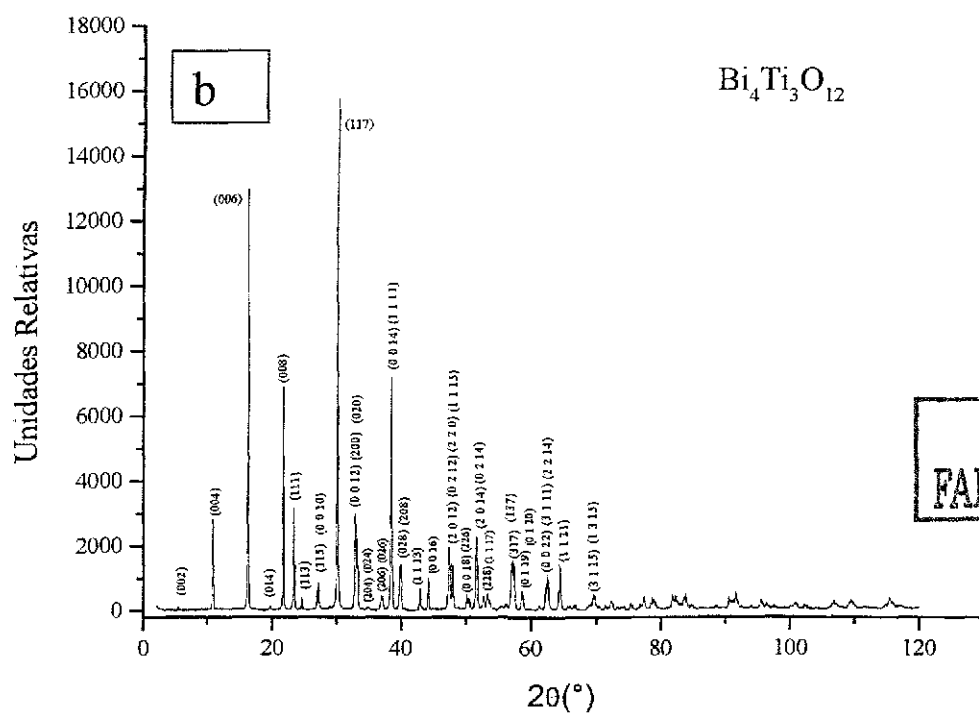 18000
16000
14000
12000
10000
8000
6000
4000
2000
0
Unidades Relativas
b
Bi4Ti3O12
(002)
(004)
(006)
(014)
(008)
(111)
(113)
(115) (0 0 10)
(117)
(0 0 12) (200) (020)
(204) (024)
(206) (026)
(0 0 14) (1 1 11)
(028) (208)
(1 1 13)
(0 0 16)
(2 0 12) (0 2 12) (2 2 0) (1 1 15)
(0 0 18) (226)
(2 0 14) (0 2 14)
(228) (1 1 17)
(317) (137)
(1 1 19) (0 1 20)
(0 0 22) (3 1 11) (2 2 14)
(1 1 21)
(3 1 15) (1 3 15)
0 20 40 60 80 100 120
2θ(°)